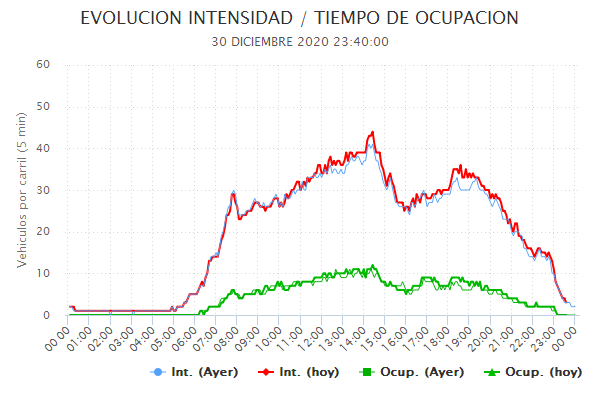 EVOLUCION INTENSIDAD / TIEMPO DE OCUPACION
30 DICIEMBRE 2020 23:40:00
Vehiculos por carril (5 min)
60
50
40
30
20
10
0
00:00 01:00 02:00 03:00 04:00 05:00 06:00 07:00 08:00 09:00 10:00 11:00 12:00 13:00 14:00 15:00 16:00 17:00 18:00 19:00 20:00 21:00 22:00 23:00 00:00
Int. (Ayer) Int. (hoy) Ocup. (Ayer) Ocup. (hoy)